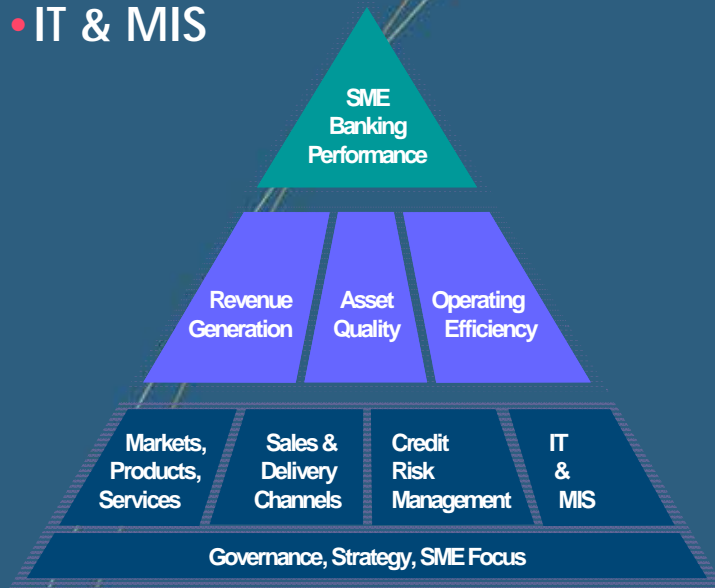 • IT & MIS
SME
Banking
Performance
Revenue
Generation
Asset
Quality
Operating
Efficiency
Markets,
Products,
Services
Sales &
Delivery
Channels
Credit
Risk
Management
IT
&
MIS
Governance, Strategy, SME Focus